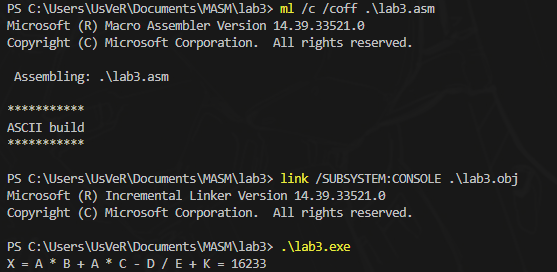 PS C:\Users\UsVeR\Documents\MASM\lab3> ml /c /coff .\lab3.asm
Microsoft (R) Macro Assembler Version 14.39.33521.0
Copyright (C) Microsoft Corporation.  All rights reserved.

 Assembling: .\lab3.asm

***********
ASCII build
***********

PS C:\Users\UsVeR\Documents\MASM\lab3> link /SUBSYSTEM:CONSOLE .\lab3.obj
Microsoft (R) Incremental Linker Version 14.39.33521.0
Copyright (C) Microsoft Corporation.  All rights reserved.

PS C:\Users\UsVeR\Documents\MASM\lab3> .\lab3.exe
X = A * B + A * C - D / E + K = 16233